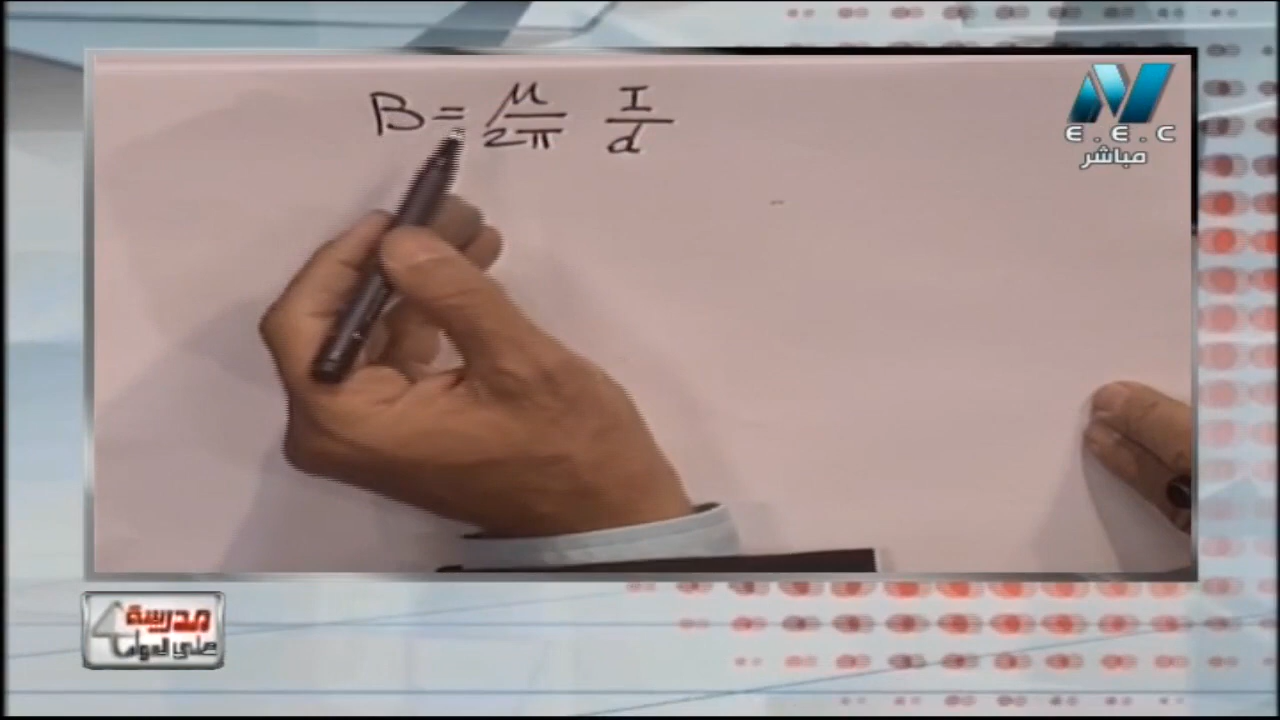 B = μ/2π I/d
E.E.C
مباشر
مدرسة
على الهواء